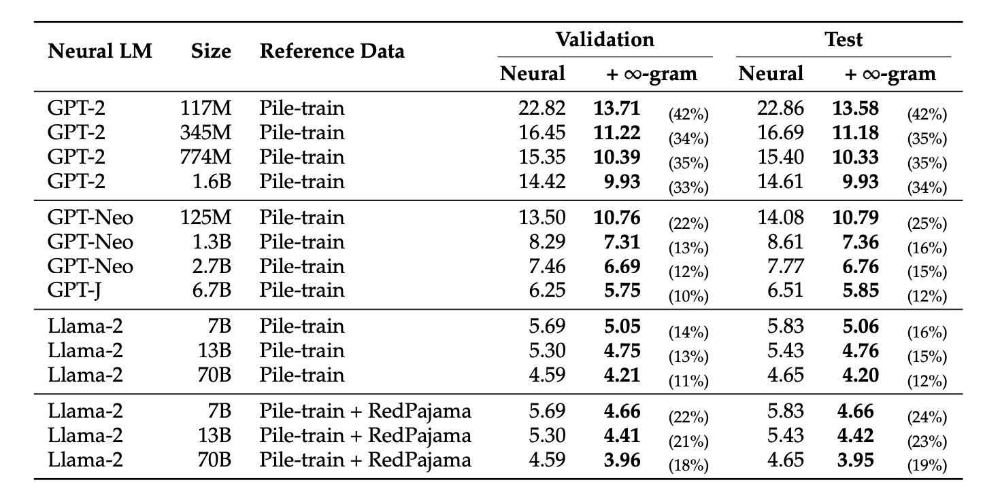 Neural LM Size Reference Data Validation Test
Neural + ∞-gram Neural + ∞-gram
GPT-2 117M Pile-train 22.82 13.71 (42%) 22.86 13.58 (42%)
GPT-2 345M Pile-train 16.45 11.22 (34%) 16.69 11.18 (35%)
GPT-2 774M Pile-train 15.35 10.39 (35%) 15.40 10.33 (35%)
GPT-2 1.6B Pile-train 14.42 9.93 (33%) 14.61 9.93 (34%)
GPT-Neo 125M Pile-train 13.50 10.76 (22%) 14.08 10.79 (25%)
GPT-Neo 1.3B Pile-train 8.29 7.31 (13%) 8.61 7.36 (16%)
GPT-Neo 2.7B Pile-train 7.46 6.69 (12%) 7.77 6.76 (15%)
GPT-J 6.7B Pile-train 6.25 5.75 (10%) 6.51 5.85 (12%)
Llama-2 7B Pile-train 5.69 5.05 (14%) 5.83 5.06 (16%)
Llama-2 13B Pile-train 5.30 4.75 (13%) 5.43 4.76 (15%)
Llama-2 70B Pile-train 4.59 4.21 (11%) 4.65 4.20 (12%)
Llama-2 7B Pile-train + RedPajama 5.69 4.66 (22%) 5.83 4.66 (24%)
Llama-2 13B Pile-train + RedPajama 5.30 4.41 (21%) 5.43 4.42 (23%)
Llama-2 70B Pile-train + RedPajama 4.59 3.96 (18%) 4.65 3.95 (19%)